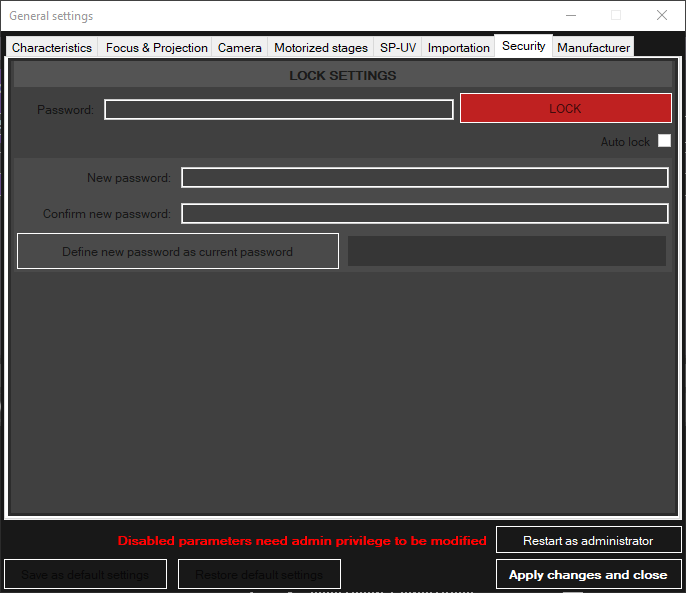 General settings
Characteristics Focus & Projection Camera Motorized stages SP-UV Importation Security Manufacturer
LOCK SETTINGS
Password: LOCK
Auto lock
New password:
Confirm new password:
Define new password as current password
Disabled parameters need admin privilege to be modified Restart as administrator
Save as default settings Restore default settings Apply changes and close